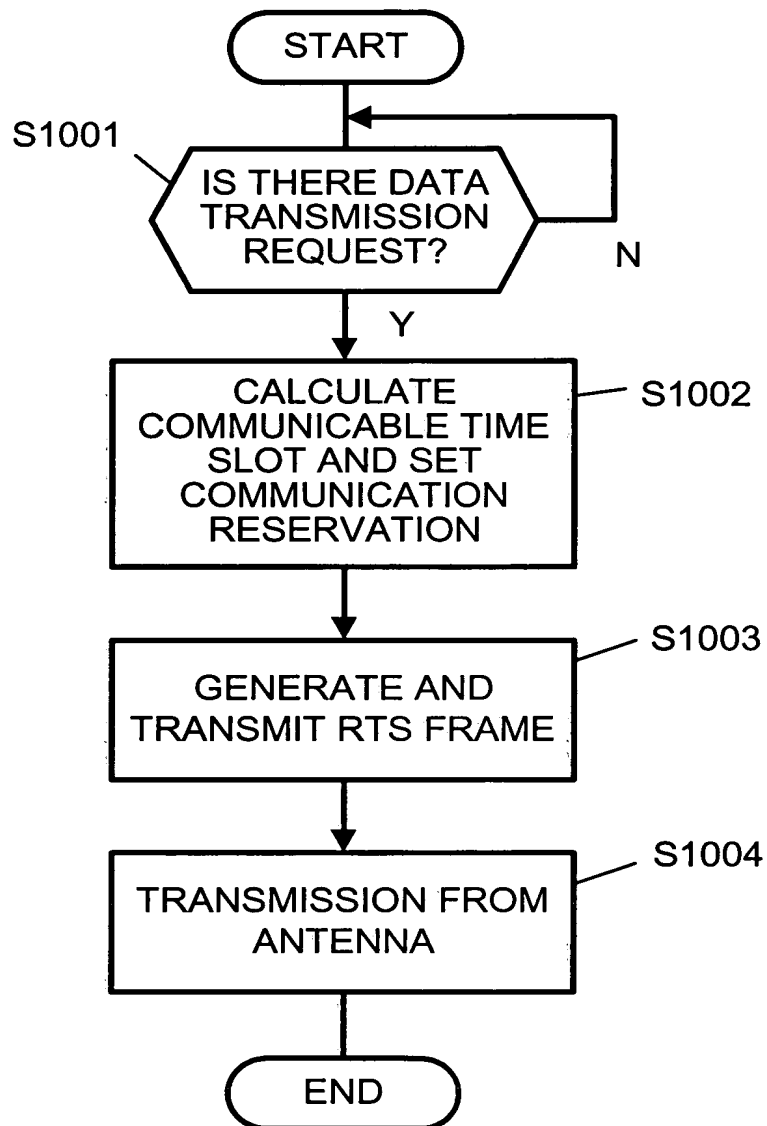 START
S1001
IS THERE DATA
TRANSMISSION
REQUEST?
N
Y
CALCULATE
COMMUNICABLE TIME
SLOT AND SET
COMMUNICATION
RESERVATION
S1002
GENERATE AND
TRANSMIT RTS FRAME
S1003
TRANSMISSION FROM
ANTENNA
S1004
END